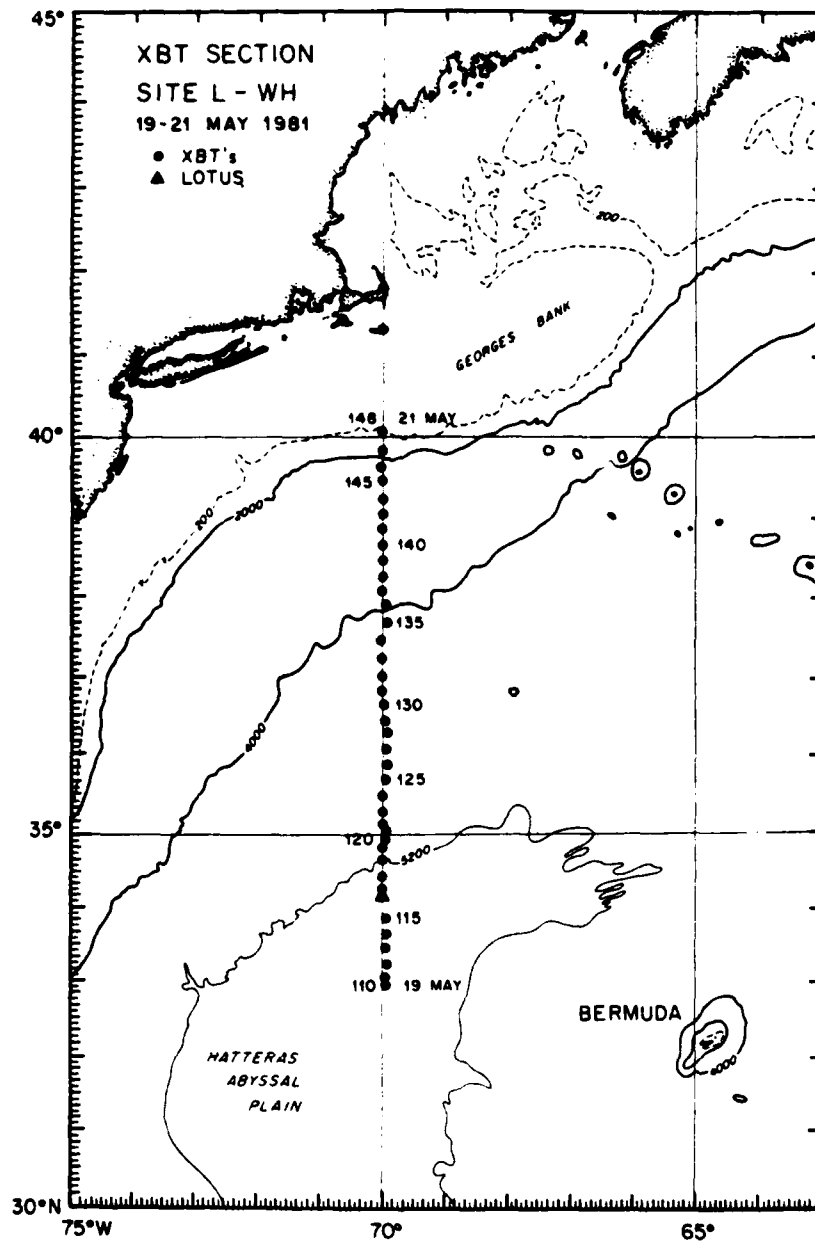 45°
XBT SECTION
SITE L - WH
19-21 MAY 1981
XBT's
LOTUS
200
GEORGES BANK
146 21 MAY
40°
145
200
2000
140
135
130
4000
125
35°
120
5200
115
110 19 MAY
BERMUDA
4000
HATTERAS
ABYSSAL
PLAIN
30°N
75°W
70°
65°